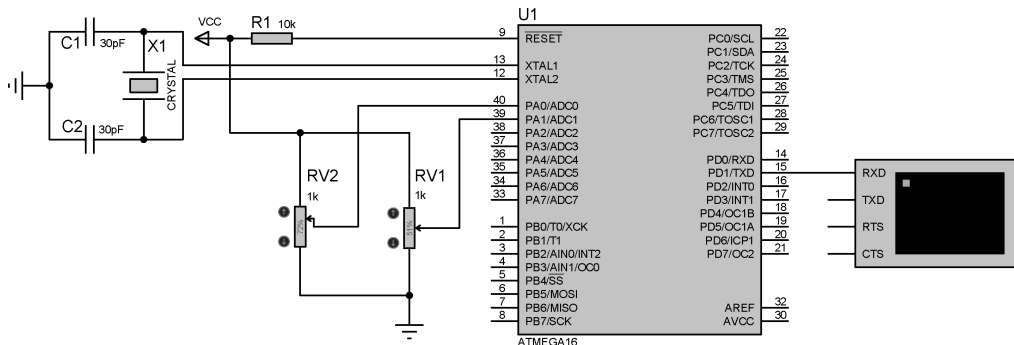 C1
30pF
X1
CRYSTAL
C2
30pF
VCC
R1
10k
RV2
1k
72%
RV1
1k
51%
U1
9
RESET
13
XTAL1
12
XTAL2
40
PA0/ADC0
39
PA1/ADC1
38
PA2/ADC2
37
PA3/ADC3
36
PA4/ADC4
35
PA5/ADC5
34
PA6/ADC6
33
PA7/ADC7
1
PB0/T0/XCK
2
PB1/T1
3
PB2/AIN0/INT2
4
PB3/AIN1/OC0
5
PB4/SS
6
PB5/MOSI
7
PB6/MISO
8
PB7/SCK
PC0/SCL
22
PC1/SDA
23
PC2/TCK
24
PC3/TMS
25
PC4/TDO
26
PC5/TDI
27
PC6/TOSC1
28
PC7/TOSC2
29
PD0/RXD
14
PD1/TXD
15
PD2/INT0
16
PD3/INT1
17
PD4/OC1B
18
PD5/OC1A
19
PD6/ICP1
20
PD7/OC2
21
AREF
32
AVCC
30
ATMEGA16
RXD
TXD
RTS
CTS